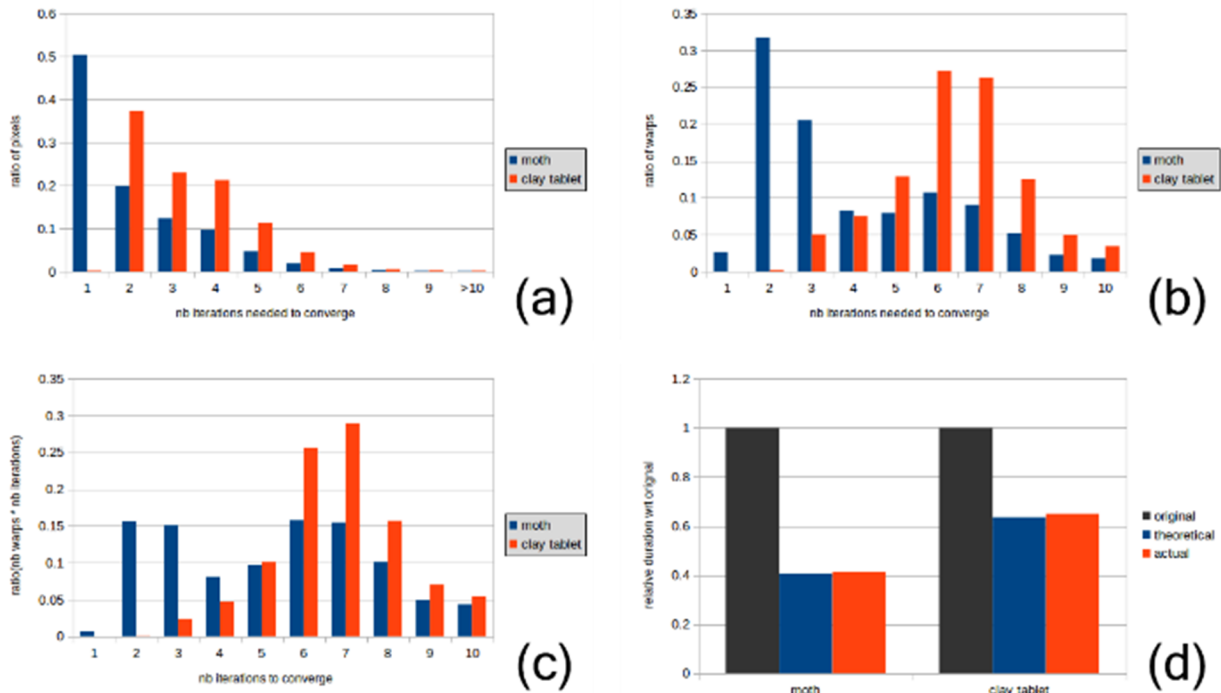 0.6
0.5
0.4
0.3
0.2
0.1
0
ratio of pixels
1 2 3 4 5 6 7 8 9 >10
nb iterations needed to converge
moth
clay tablet
(a)
0.35
0.3
0.25
0.2
0.15
0.1
0.05
0
ratio of warps
1 2 3 4 5 6 7 8 9 10
nb iterations needed to converge
moth
clay tablet
(b)
0.35
0.3
0.25
0.2
0.15
0.1
0.05
0
ratio(nb warps * nb iterations)
1 2 3 4 5 6 7 8 9 10
nb iterations to converge
moth
clay tablet
(c)
1.2
1
0.8
0.6
0.4
0.2
0
relative duration wrt orignal
moth clay tablet
original
theoretical
actual
(d)